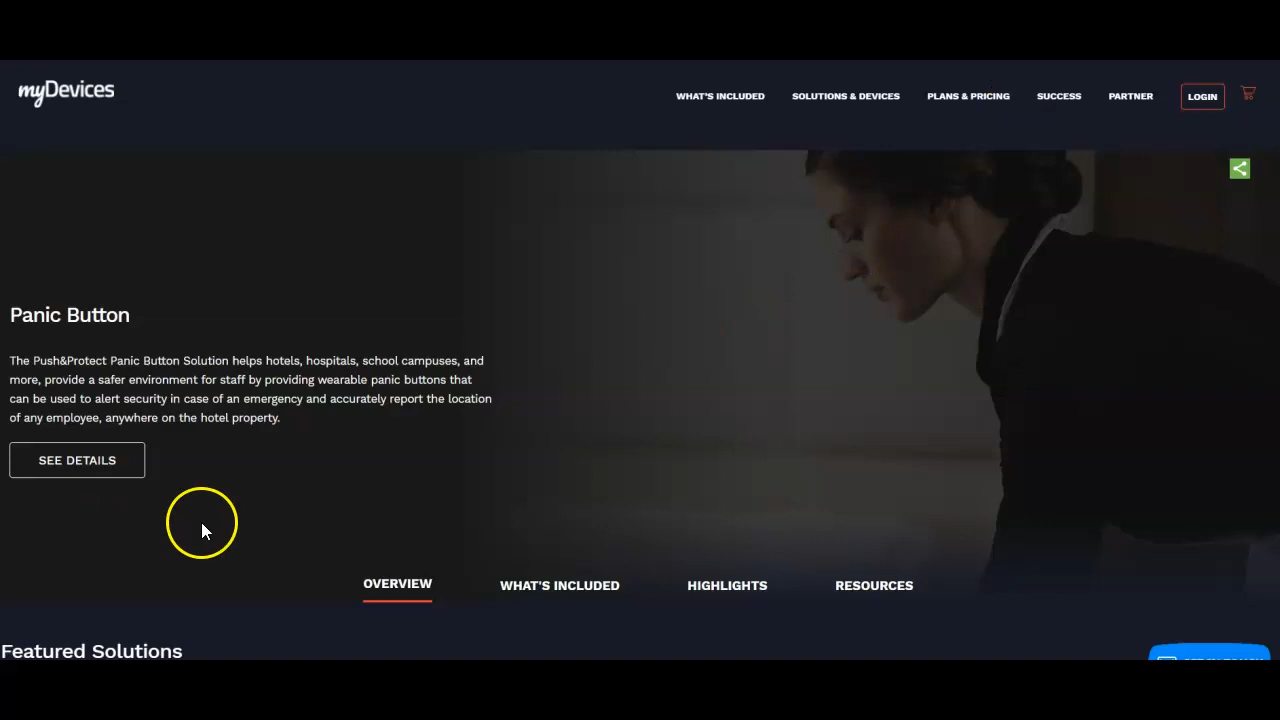 myDevices
WHAT'S INCLUDED
SOLUTIONS & DEVICES
PLANS & PRICING
SUCCESS
PARTNER
LOGIN
Panic Button
The Push&Protect Panic Button Solution helps hotels, hospitals, school campuses, and
more, provide a safer environment for staff by providing wearable panic buttons that
can be used to alert security in case of an emergency and accurately report the location
of any employee, anywhere on the hotel property.
SEE DETAILS
OVERVIEW
WHAT'S INCLUDED
HIGHLIGHTS
RESOURCES
Featured Solutions